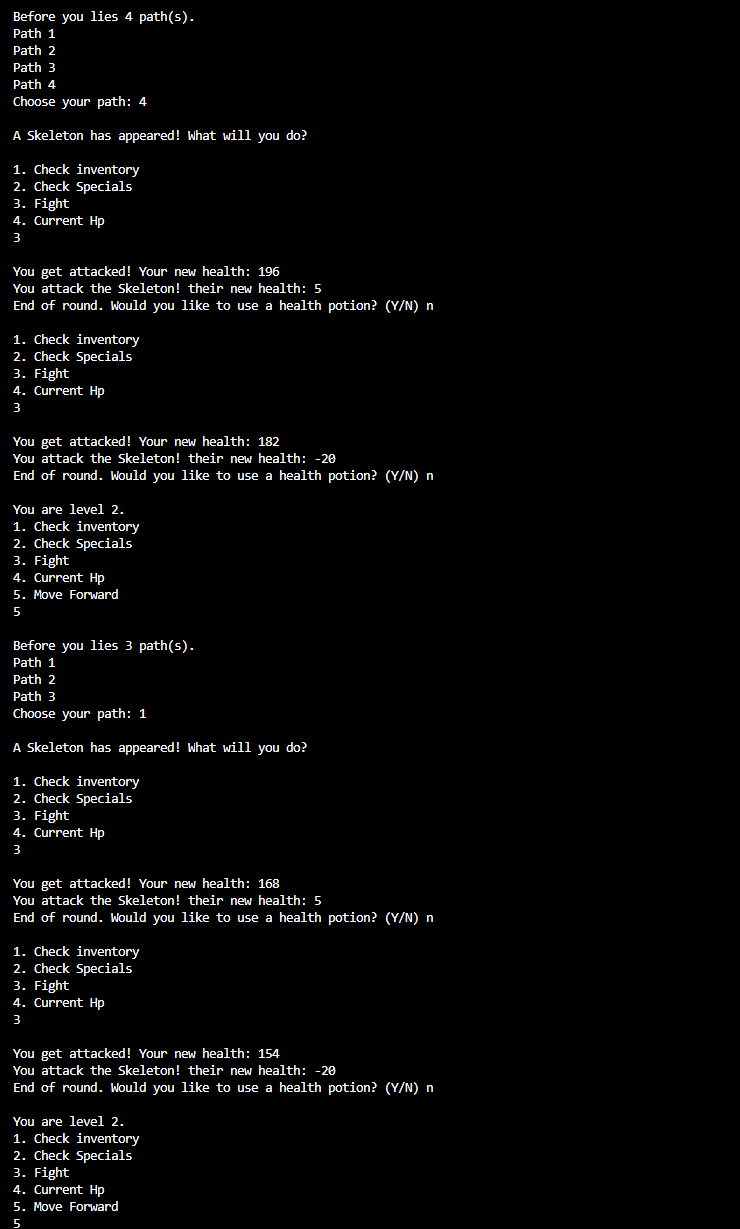 Before you lies 4 path(s).
Path 1
Path 2
Path 3
Path 4
Choose your path: 4
A Skeleton has appeared! What will you do?
1. Check inventory
2. Check Specials
3. Fight
4. Current Hp
3
You get attacked! Your new health: 196
You attack the Skeleton! their new health: 5
End of round. Would you like to use a health potion? (Y/N) n
1. Check inventory
2. Check Specials
3. Fight
4. Current Hp
3
You get attacked! Your new health: 182
You attack the Skeleton! their new health: -20
End of round. Would you like to use a health potion? (Y/N) n
You are level 2.
1. Check inventory
2. Check Specials
3. Fight
4. Current Hp
5. Move Forward
5
Before you lies 3 path(s).
Path 1
Path 2
Path 3
Choose your path: 1
A Skeleton has appeared! What will you do?
1. Check inventory
2. Check Specials
3. Fight
4. Current Hp
3
You get attacked! Your new health: 168
You attack the Skeleton! their new health: 5
End of round. Would you like to use a health potion? (Y/N) n
1. Check inventory
2. Check Specials
3. Fight
4. Current Hp
3
You get attacked! Your new health: 154
You attack the Skeleton! their new health: -20
End of round. Would you like to use a health potion? (Y/N) n
You are level 2.
1. Check inventory
2. Check Specials
3. Fight
4. Current Hp
5. Move Forward
5